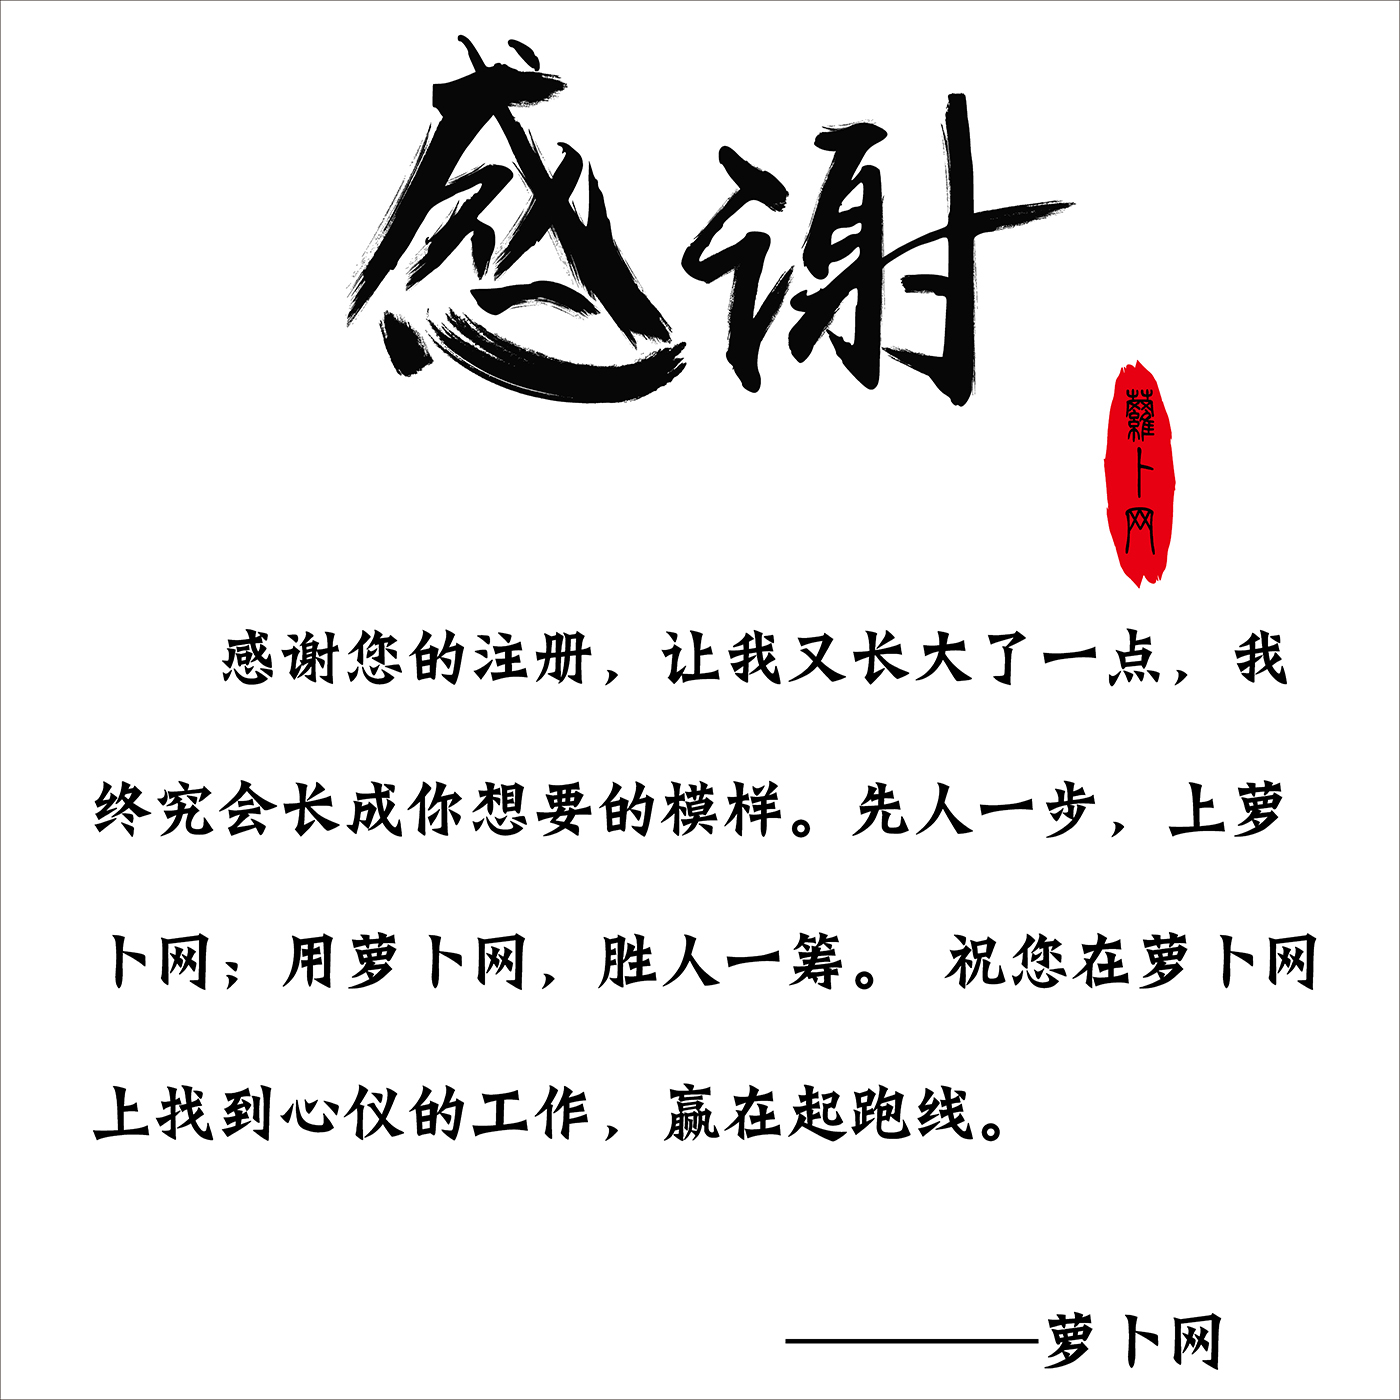 感谢
蘿卜网
感谢您的注册，让我又长大了一点，我
终究会长成你想要的模样。先人一步，上萝
卜网；用萝卜网，胜人一筹。 祝您在萝卜网
上找到心仪的工作，赢在起跑线。
————萝卜网